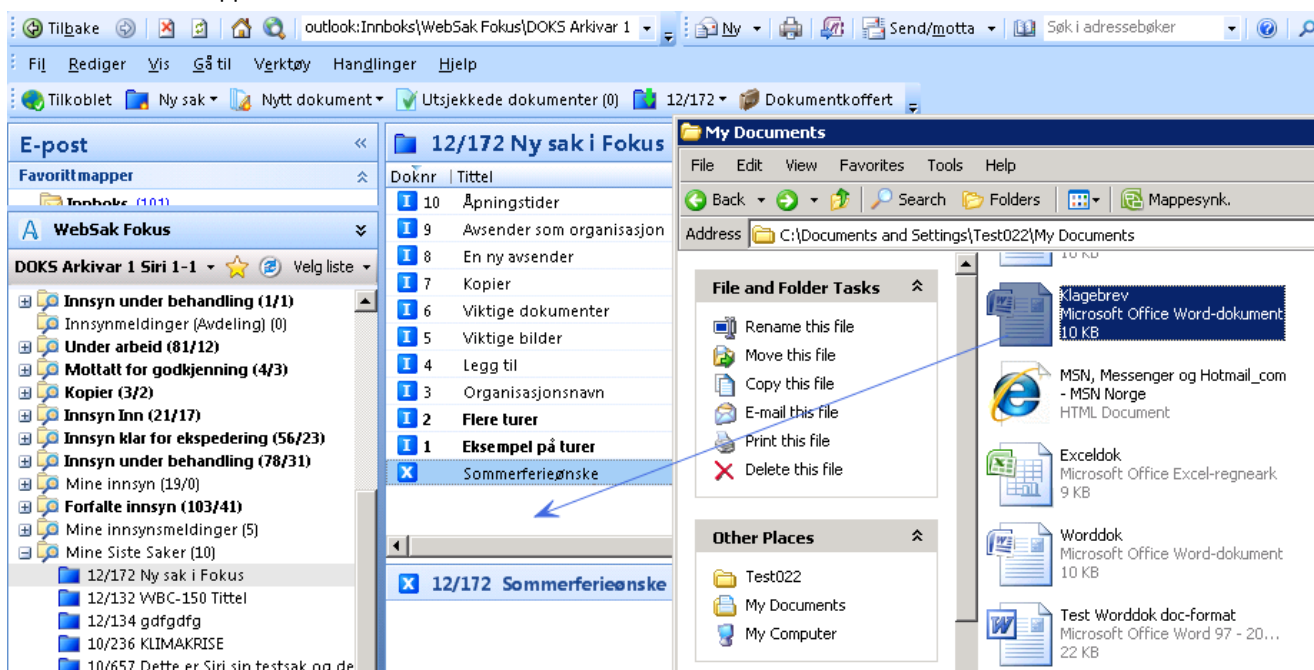 Tilbake
outlook:Innboks\WebSak Fokus\DOKS Arkivar 1
Ny
Send/motta
Søk i adressebøker
Fil Rediger Vis Gå til Verktøy Handlinger Hjelp
Tilkoblet Ny sak Nytt dokument Utsjekkede dokumenter (0) 12/172 Dokumentkoffert
E-post
Favorittmapper
Innboks (101)
WebSak Fokus
DOKS Arkivar 1 Siri 1-1 Velg liste
Innsyn under behandling (1/1)
Innsynmeldinger (Avdeling) (0)
Under arbeid (81/12)
Mottatt for godkjenning (4/3)
Kopier (3/2)
Innsyn Inn (21/17)
Innsyn klar for ekspedering (56/23)
Innsyn under behandling (78/31)
Mine innsyn (19/0)
Forfalte innsyn (103/41)
Mine innsynsmeldinger (5)
Mine Siste Saker (10)
12/172 Ny sak i Fokus
12/132 WBC-150 Tittel
12/134 gdfgdfg
10/236 KLIMAKRISE
10/657 Dette er Siri sin testsak og de
12/172 Ny sak i Fokus
Doknr Tittel
I 10 Åpningstider
I 9 Avsender som organisasjon
I 8 En ny avsender
I 7 Kopier
I 6 Viktige dokumenter
I 5 Viktige bilder
I 4 Legg til
I 3 Organisasjonsnavn
I 2 Flere turer
I 1 Eksempel på turer
X Sommerferieønske
X 12/172 Sommerferieønske
My Documents
File Edit View Favorites Tools Help
Back Search Folders Mappesynk.
Address C:\Documents and Settings\Test022\My Documents
File and Folder Tasks
Rename this file
Move this file
Copy this file
E-mail this file
Print this file
Delete this file
Other Places
Test022
My Documents
My Computer
10 KB
Klagebrev
Microsoft Office Word-dokument
10 KB
MSN, Messenger og Hotmail_com
- MSN Norge
HTML Document
Exceldok
Microsoft Office Excel-regneark
9 KB
Worddok
Microsoft Office Word-dokument
10 KB
Test Worddok doc-format
Microsoft Office Word 97 - 20...
22 KB